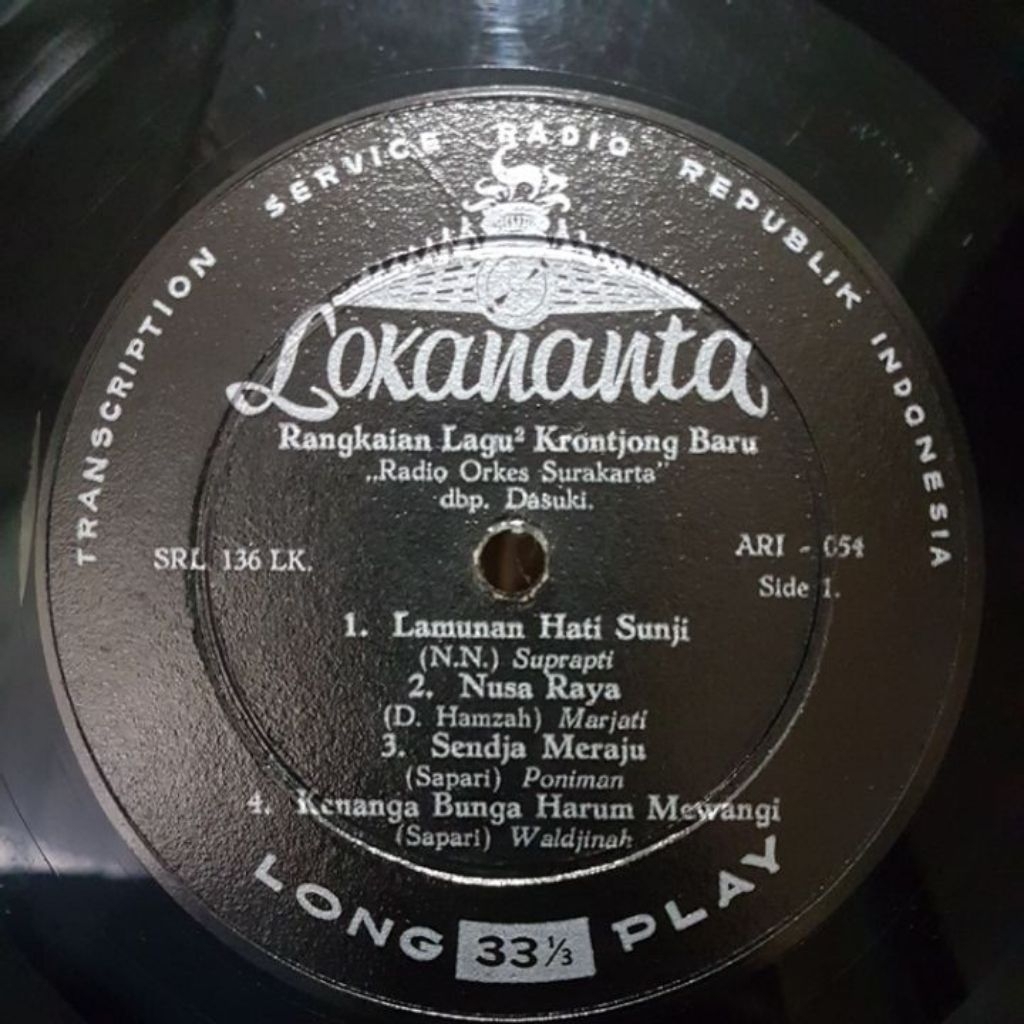 TRANSCRIPTION SERVICE RADIO REPUBLIK INDONESIA
Lokananta
Rangkaian Lagu² Krontjong Baru
„Radio Orkes Surakarta”
dbp. Dasuki.
SRL 136 LK.
ARI - 054
Side 1.
1. Lamunan Hati Sunji
(N.N.) Suprapti
2. Nusa Raya
(D. Hamzah) Marjati
3. Sendja Meraju
(Sapari) Poniman
4. Kenanga Bunga Harum Mewangi
(Sapari) Waldjinah
LONG 33 1/3 PLAY